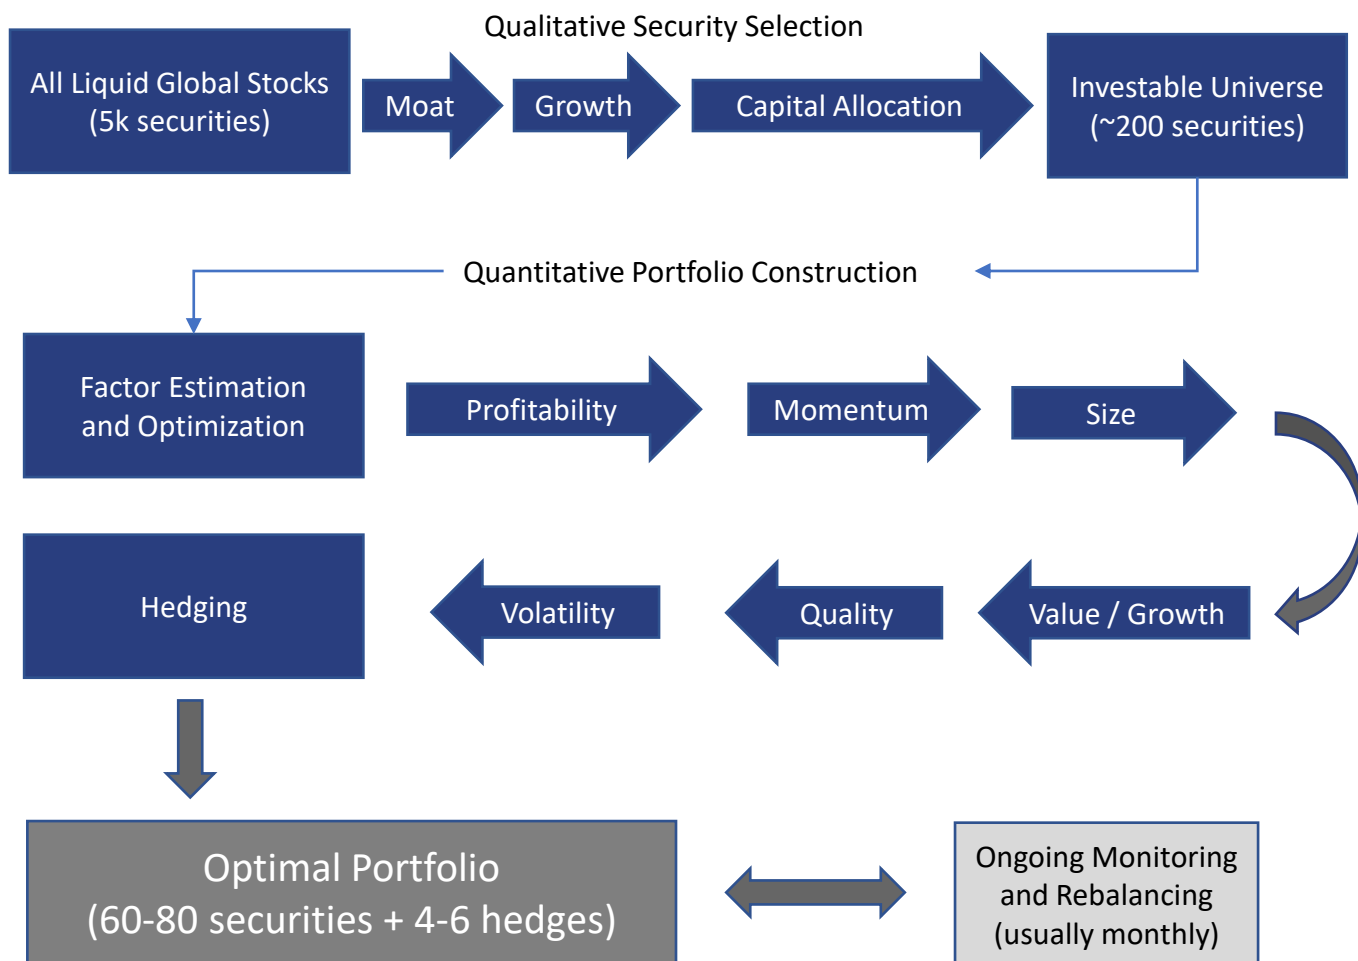 Qualitative Security Selection
All Liquid Global Stocks
(5k securities)
Moat
Growth
Capital Allocation
Investable Universe
(~200 securities)
Quantitative Portfolio Construction
Factor Estimation
and Optimization
Profitability
Momentum
Size
Value / Growth
Quality
Volatility
Hedging
Optimal Portfolio
(60-80 securities + 4-6 hedges)
Ongoing Monitoring
and Rebalancing
(usually monthly)